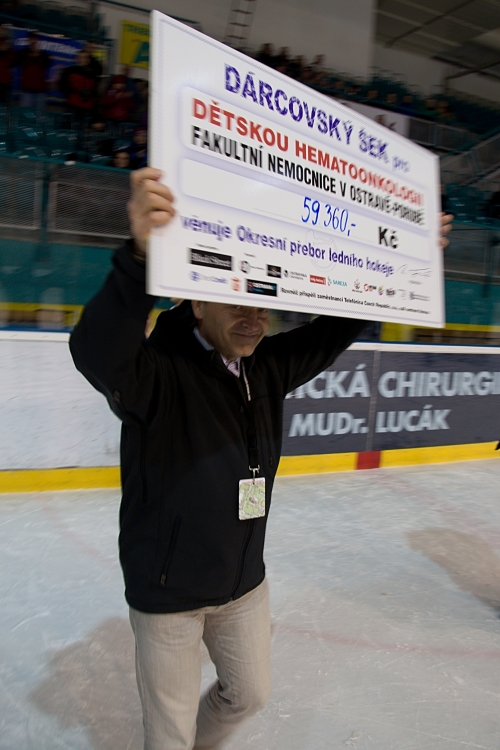 DÁRCOVSKÝ ŠEK pro
DĚTSKOU HEMATOONKOLOGII
FAKULTNÍ NEMOCNICE V OSTRAVĚ-PORUBĚ
59 360,- Kč
věnuje Okresní přebor ledního hokeje
ICKÁ CHIRURGI
MUDr. LUCÁK